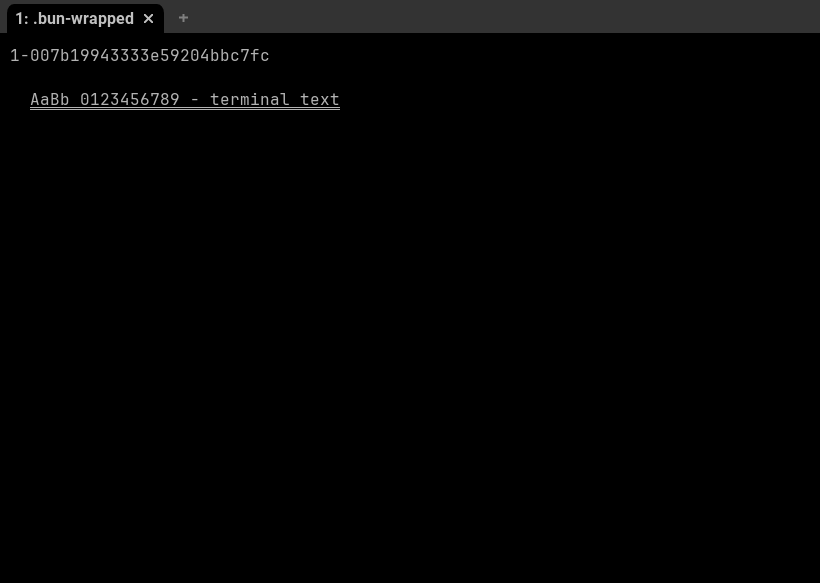 1: .bun-wrapped × +
1-007b19943333e59204bbc7fc
AaBb 0123456789 - terminal text